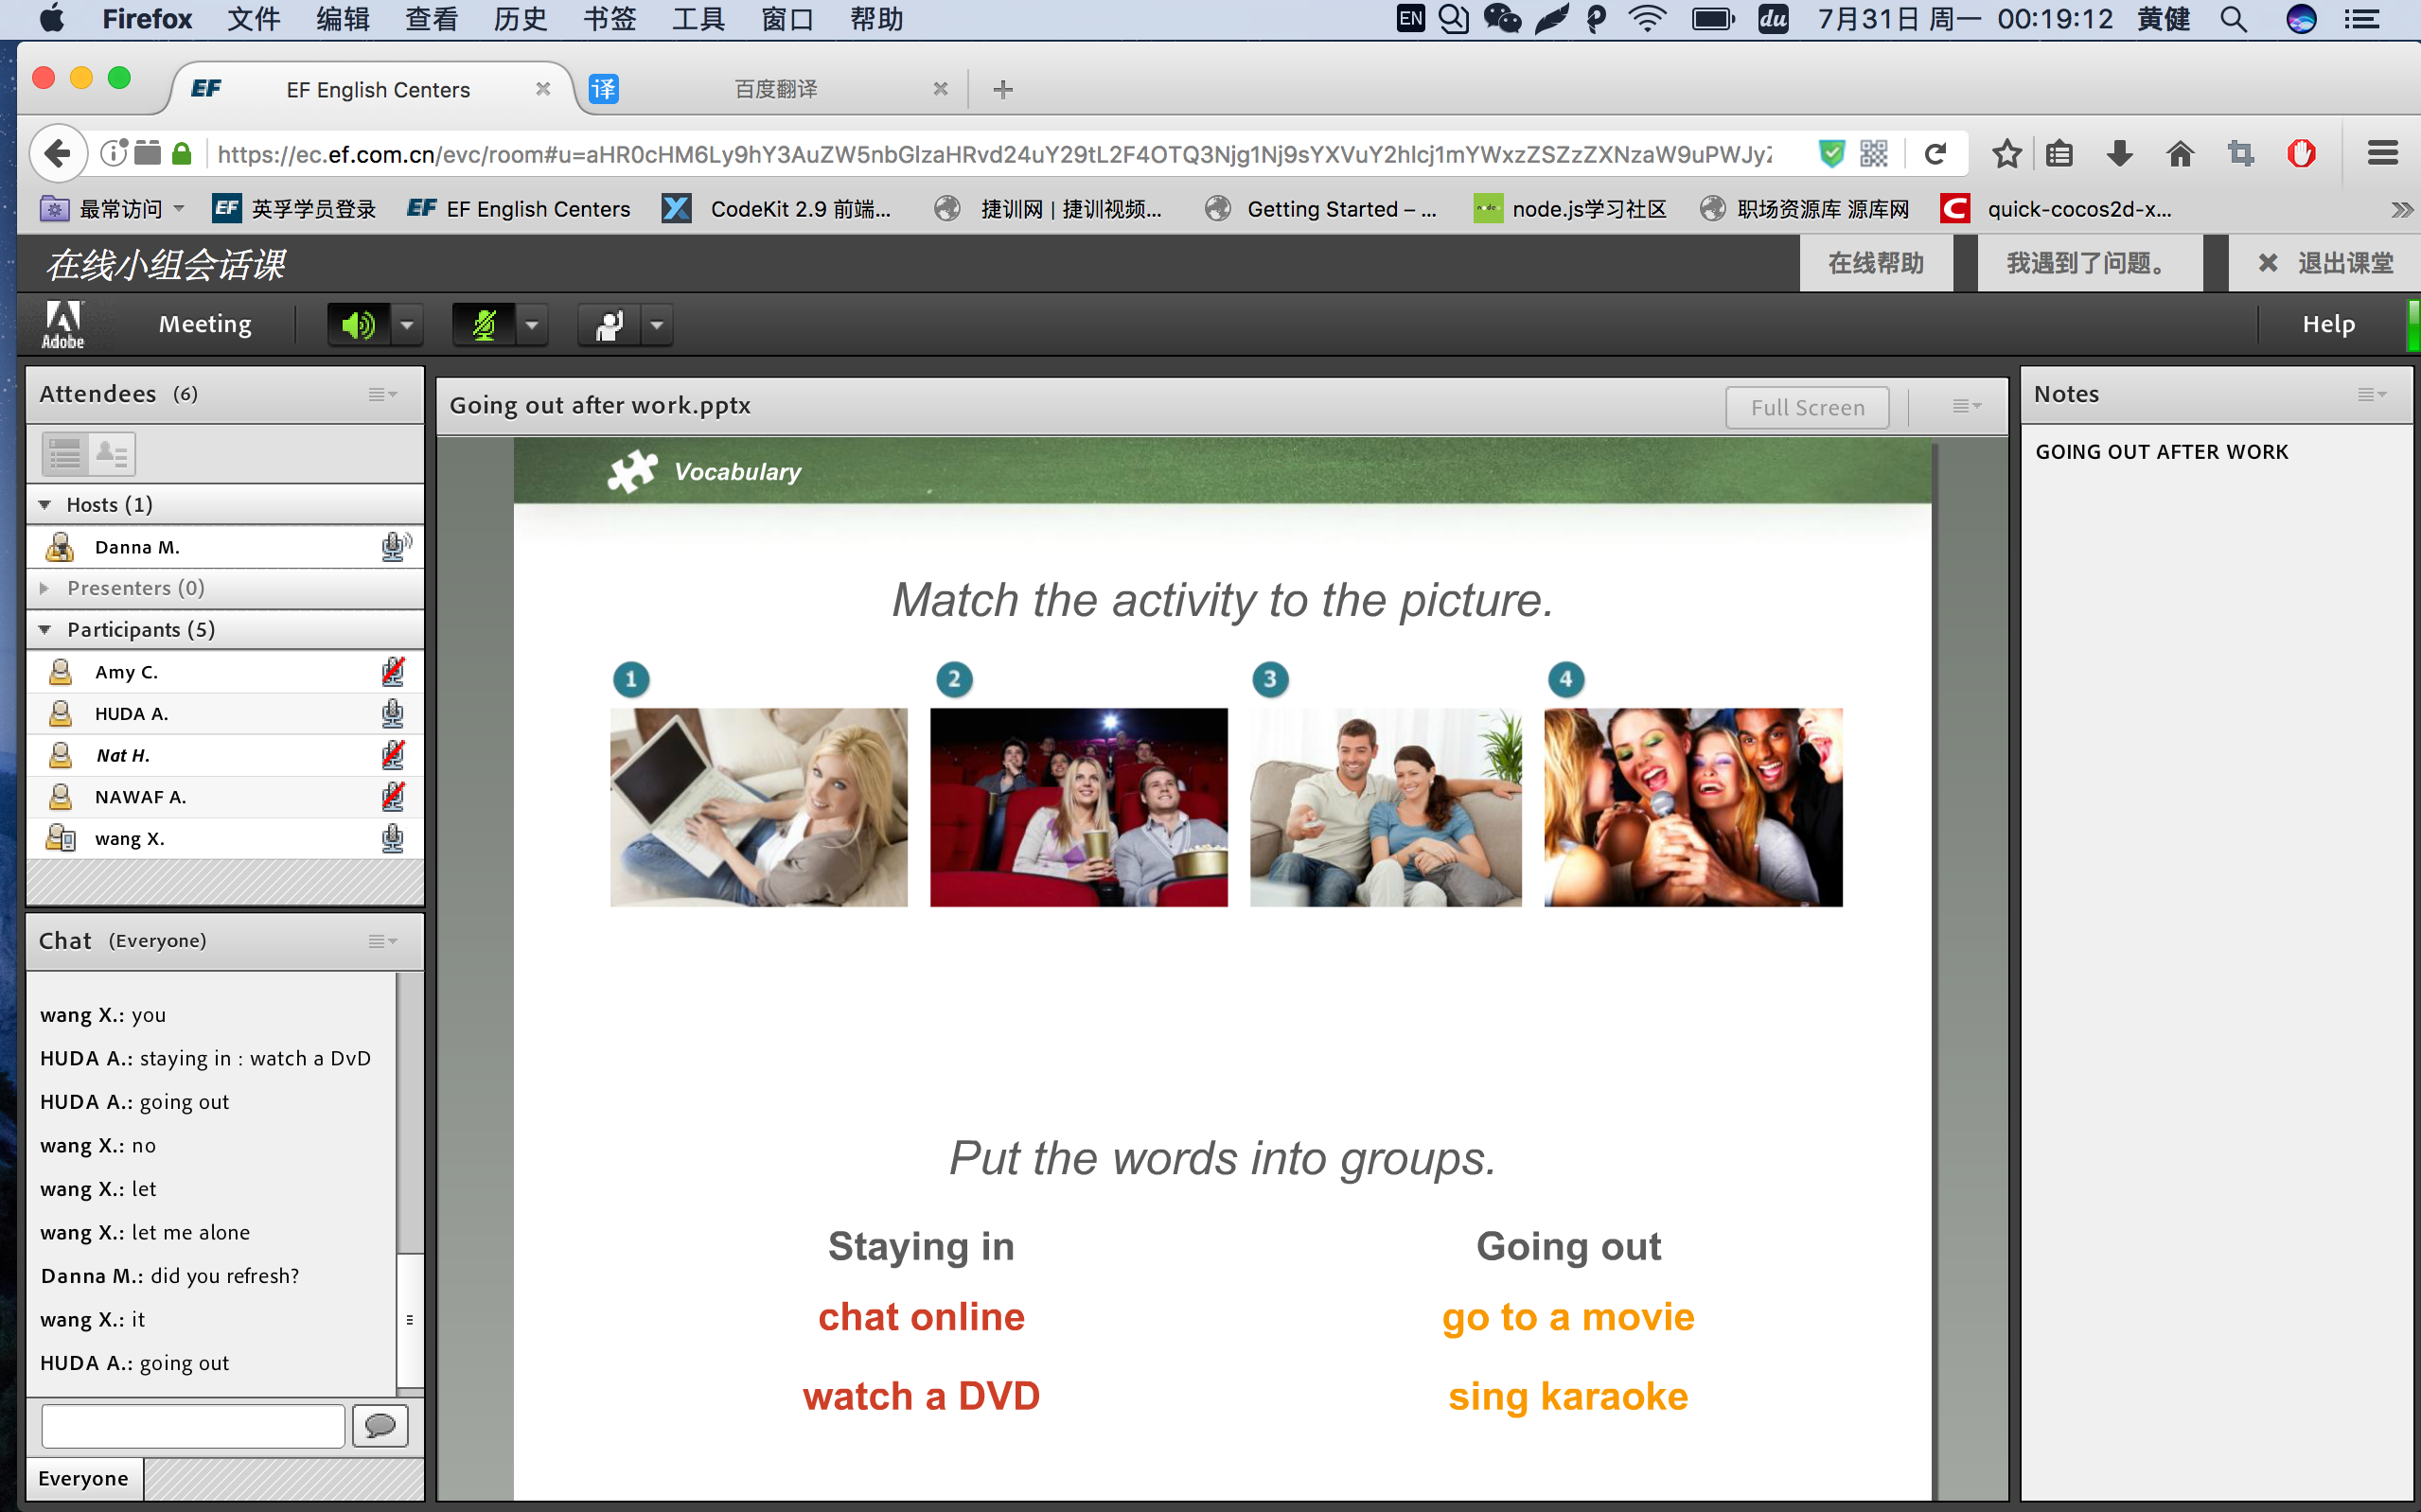 Firefox 文件 编辑 查看 历史 书签 工具 窗口 帮助 EN du 7月31日 周一 00:19:12 黄健
EF EF English Centers 译 百度翻译
https://ec.ef.com.cn/evc/room#u=
最常访问 EF 英孚学员登录 EF EF English Centers CodeKit 2.9 前端... 捷训网 | 捷训视频... Getting Started – ... node.js学习社区 职场资源库 源库网 quick-cocos2d-x...
在线小组会话课 在线帮助 我遇到了问题。 退出课堂
Adobe Meeting Help
Attendees (6)
Hosts (1)
Danna M.
Presenters (0)
Participants (5)
Amy C.
HUDA A.
Nat H.
NAWAF A.
wang X.
Chat (Everyone)
wang X.: you
HUDA A.: staying in : watch a DvD
HUDA A.: going out
wang X.: no
wang X.: let
wang X.: let me alone
Danna M.: did you refresh?
wang X.: it
HUDA A.: going out
Everyone
Going out after work.pptx Full Screen
Vocabulary
Match the activity to the picture.
1 2 3 4
Put the words into groups.
Staying in Going out
chat online go to a movie
watch a DVD sing karaoke
Notes
GOING OUT AFTER WORK